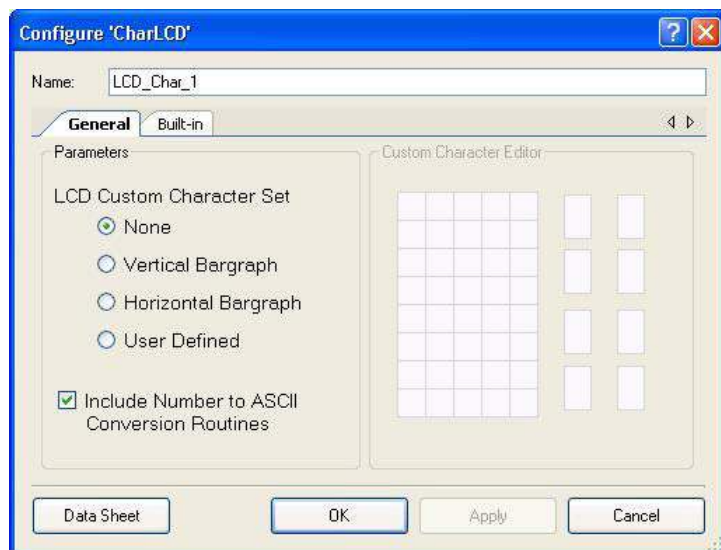 Configure 'CharLCD'
Name: LCD_Char_1
General Built-in
Parameters
LCD Custom Character Set
None
Vertical Bargraph
Horizontal Bargraph
User Defined
Include Number to ASCII
Conversion Routines
Custom Character Editor
Data Sheet OK Apply Cancel